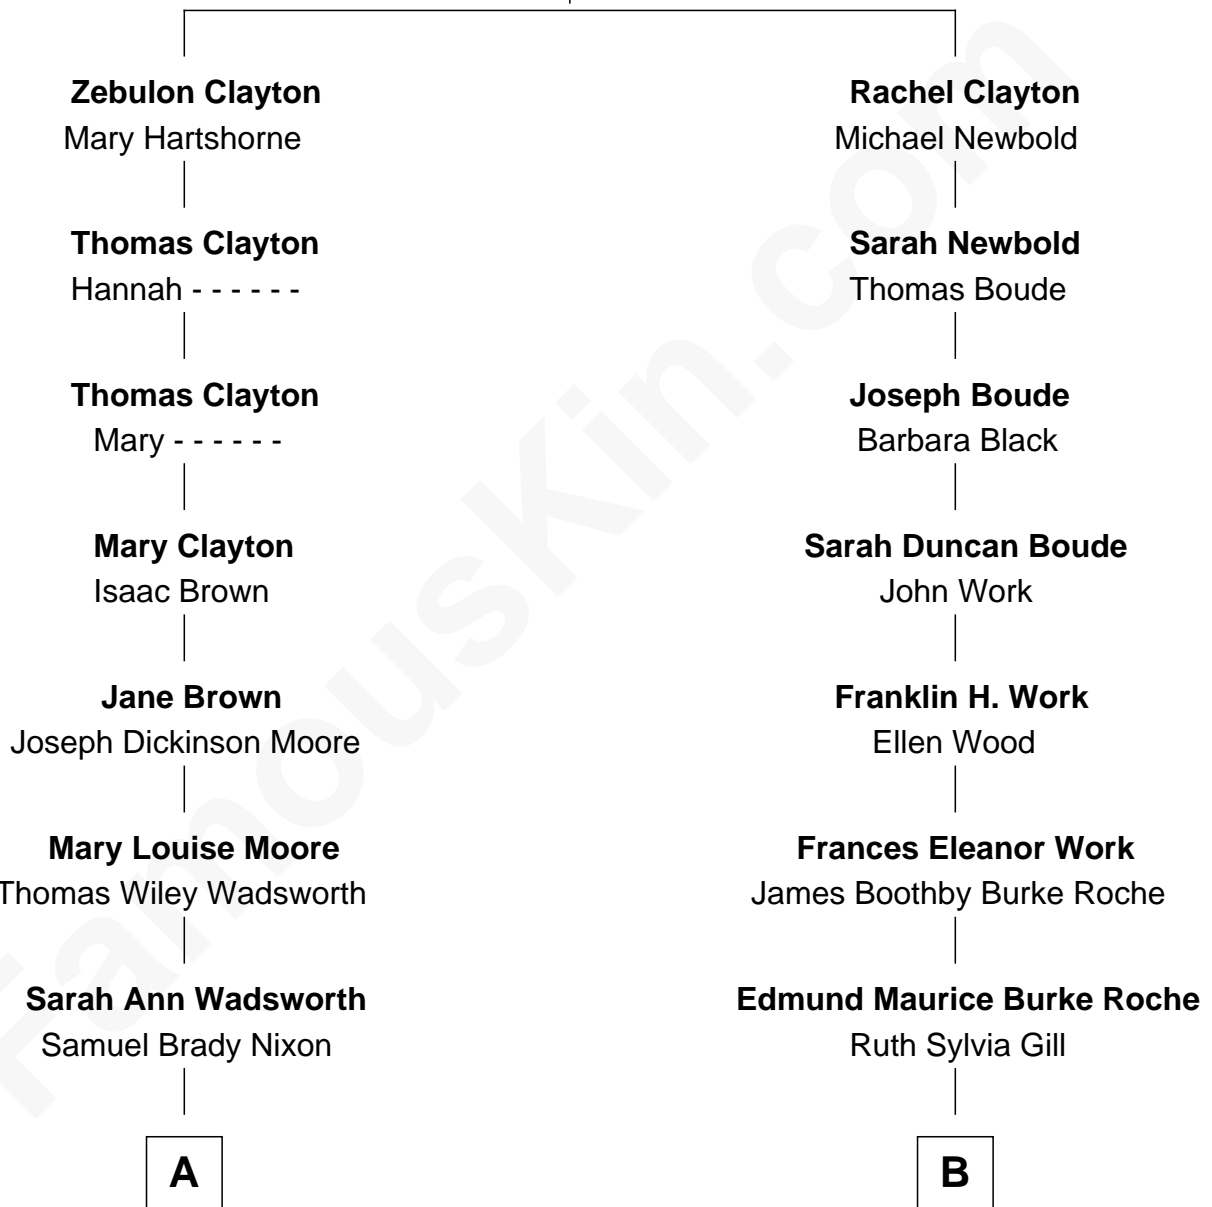 Zebulon Clayton
Mary Hartshorne
Thomas Clayton
Hannah - - - - - -
Thomas Clayton
Mary - - - - - -
Mary Clayton
Isaac Brown
Jane Brown
Joseph Dickinson Moore
Mary Louise Moore
Thomas Wiley Wadsworth
Sarah Ann Wadsworth
Samuel Brady Nixon
A
Rachel Clayton
Michael Newbold
Sarah Newbold
Thomas Boude
Joseph Boude
Barbara Black
Sarah Duncan Boude
John Work
Franklin H. Work
Ellen Wood
Frances Eleanor Work
James Boothby Burke Roche
Edmund Maurice Burke Roche
Ruth Sylvia Gill
B
FamousKin.com